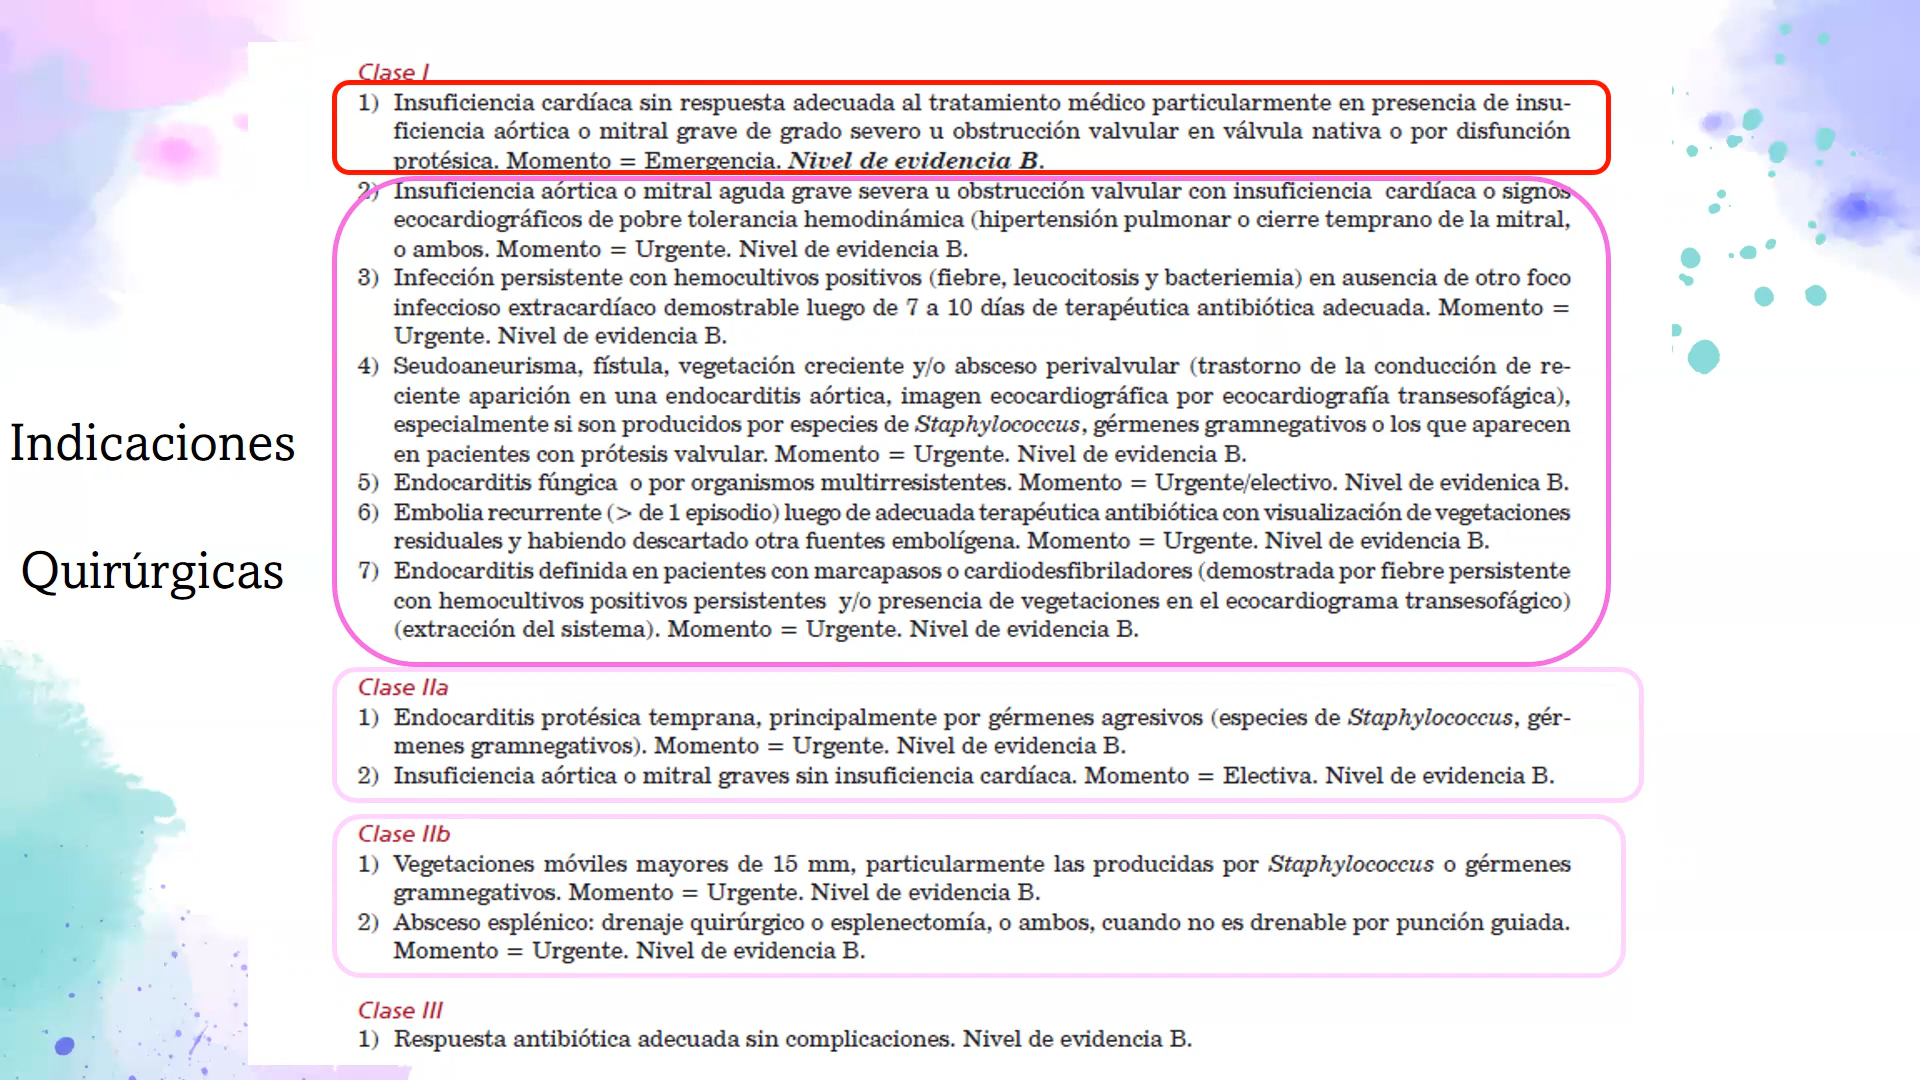 Indicaciones
Quirúrgicas
Clase I
1) Insuficiencia cardíaca sin respuesta adecuada al tratamiento médico particularmente en presencia de insu-
ficiencia aórtica o mitral grave de grado severo u obstrucción valvular en válvula nativa o por disfunción
protésica. Momento = Emergencia. Nivel de evidencia B.
2) Insuficiencia aórtica o mitral aguda grave severa u obstrucción valvular con insuficiencia cardíaca o signos
ecocardiográficos de pobre tolerancia hemodinámica (hipertensión pulmonar o cierre temprano de la mitral,
o ambos. Momento = Urgente. Nivel de evidencia B.
3) Infección persistente con hemocultivos positivos (fiebre, leucocitosis y bacteriemia) en ausencia de otro foco
infeccioso extracardíaco demostrable luego de 7 a 10 días de terapéutica antibiótica adecuada. Momento =
Urgente. Nivel de evidencia B.
4) Seudoaneurisma, fístula, vegetación creciente y/o absceso perivalvular (trastorno de la conducción de re-
ciente aparición en una endocarditis aórtica, imagen ecocardiográfica por ecocardiografía transesofágica),
especialmente si son producidos por especies de Staphylococcus, gérmenes gramnegativos o los que aparecen
en pacientes con prótesis valvular. Momento = Urgente. Nivel de evidencia B.
5) Endocarditis fúngica o por organismos multirresistentes. Momento = Urgente/electivo. Nivel de evidenica B.
6) Embolia recurrente (> de 1 episodio) luego de adecuada terapéutica antibiótica con visualización de vegetaciones
residuales y habiendo descartado otra fuentes embolígena. Momento = Urgente. Nivel de evidencia B.
7) Endocarditis definida en pacientes con marcapasos o cardiodesfibriladores (demostrada por fiebre persistente
con hemocultivos positivos persistentes y/o presencia de vegetaciones en el ecocardiograma transesofágico)
(extracción del sistema). Momento = Urgente. Nivel de evidencia B.
Clase IIa
1) Endocarditis protésica temprana, principalmente por gérmenes agresivos (especies de Staphylococcus, gér-
menes gramnegativos). Momento = Urgente. Nivel de evidencia B.
2) Insuficiencia aórtica o mitral graves sin insuficiencia cardíaca. Momento = Electiva. Nivel de evidencia B.
Clase IIb
1) Vegetaciones móviles mayores de 15 mm, particularmente las producidas por Staphylococcus o gérmenes
gramnegativos. Momento = Urgente. Nivel de evidencia B.
2) Absceso esplénico: drenaje quirúrgico o esplenectomía, o ambos, cuando no es drenable por punción guiada.
Momento = Urgente. Nivel de evidencia B.
Clase III
1) Respuesta antibiótica adecuada sin complicaciones. Nivel de evidencia B.